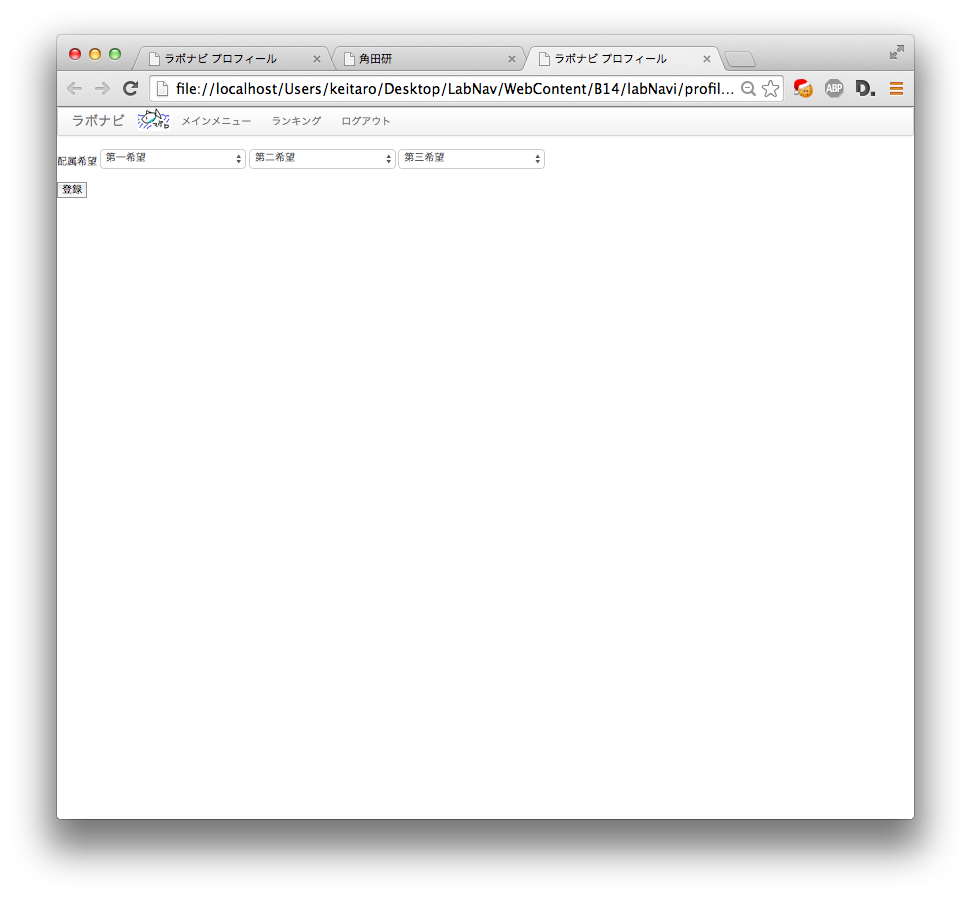 ラボナビ プロフィール 角田研 ラボナビ プロフィール
file://localhost/Users/keitaro/Desktop/LabNav/WebContent/B14/labNavi/profil... ABP D.
ラボナビ メインメニュー ランキング ログアウト
配属希望 第一希望 第二希望 第三希望
登録